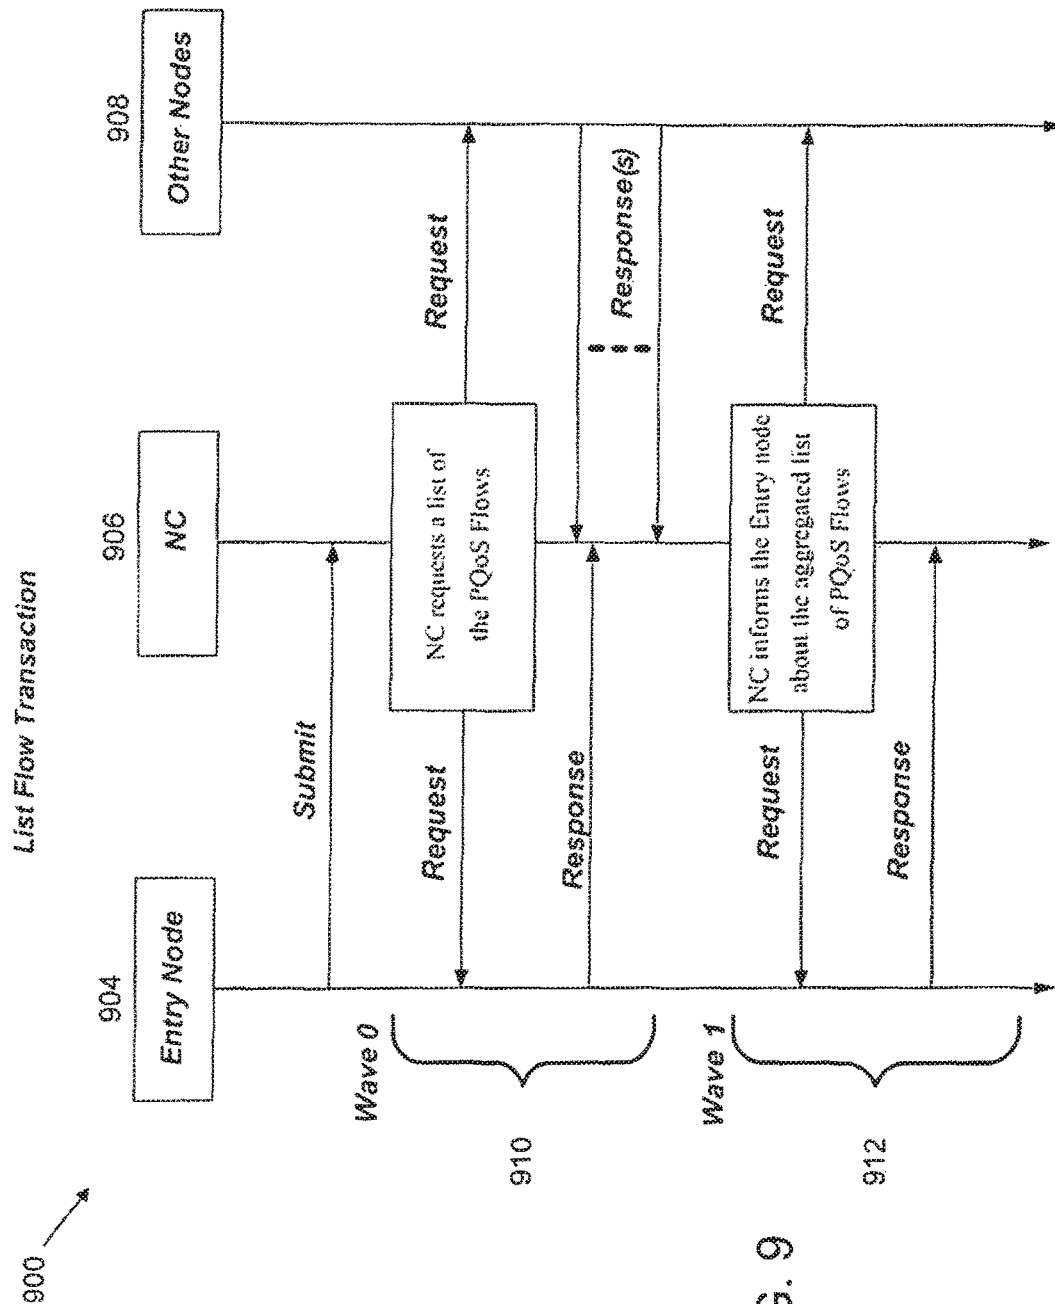 900
List Flow Transaction
904
906
908
Entry Node
NC
Other Nodes
Submit
Wave 0
Request
NC requests a list of
the PQoS Flows
Request
910
Response
Response(s)
Wave 1
Request
NC informs the Entry node
about the aggregated list
of PQoS Flows
Request
912
Response
G. 9